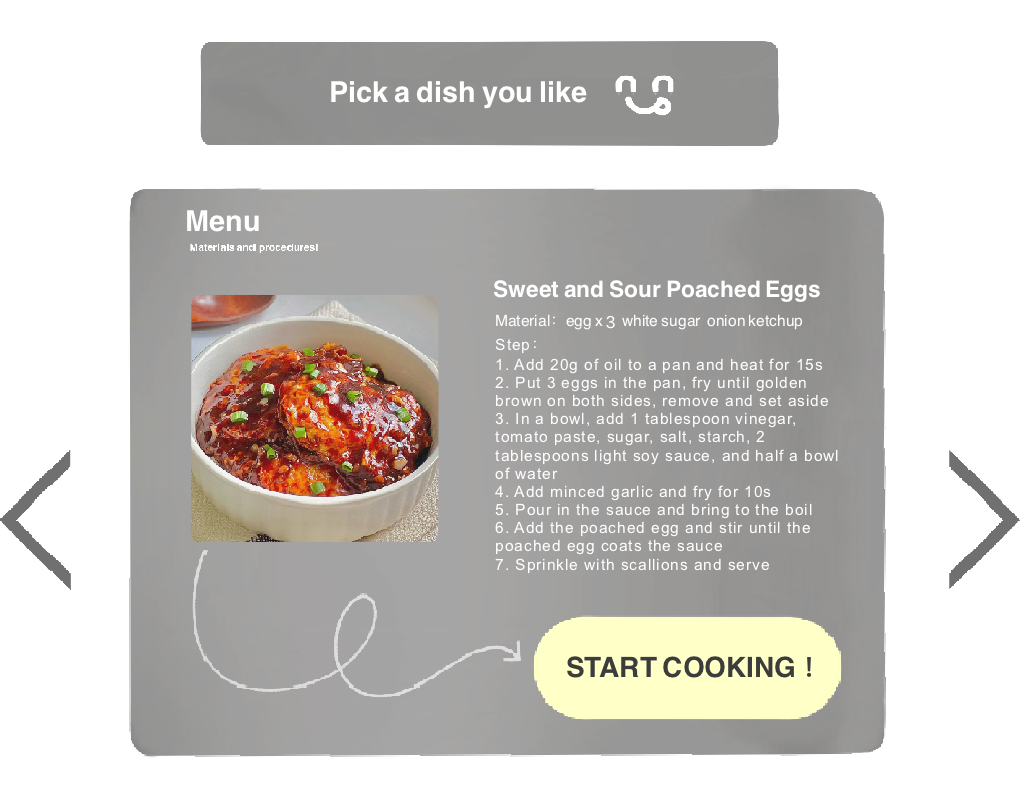 Pick a dish you like
Menu
Materials and procedures!
Sweet and Sour Poached Eggs
Material: egg x 3 white sugar onion ketchup
Step:
1. Add 20g of oil to a pan and heat for 15s
2. Put 3 eggs in the pan, fry until golden
brown on both sides, remove and set aside
3. In a bowl, add 1 tablespoon vinegar,
tomato paste, sugar, salt, starch, 2
tablespoons light soy sauce, and half a bowl
of water
4. Add minced garlic and fry for 10s
5. Pour in the sauce and bring to the boil
6. Add the poached egg and stir until the
poached egg coats the sauce
7. Sprinkle with scallions and serve
START COOKING !